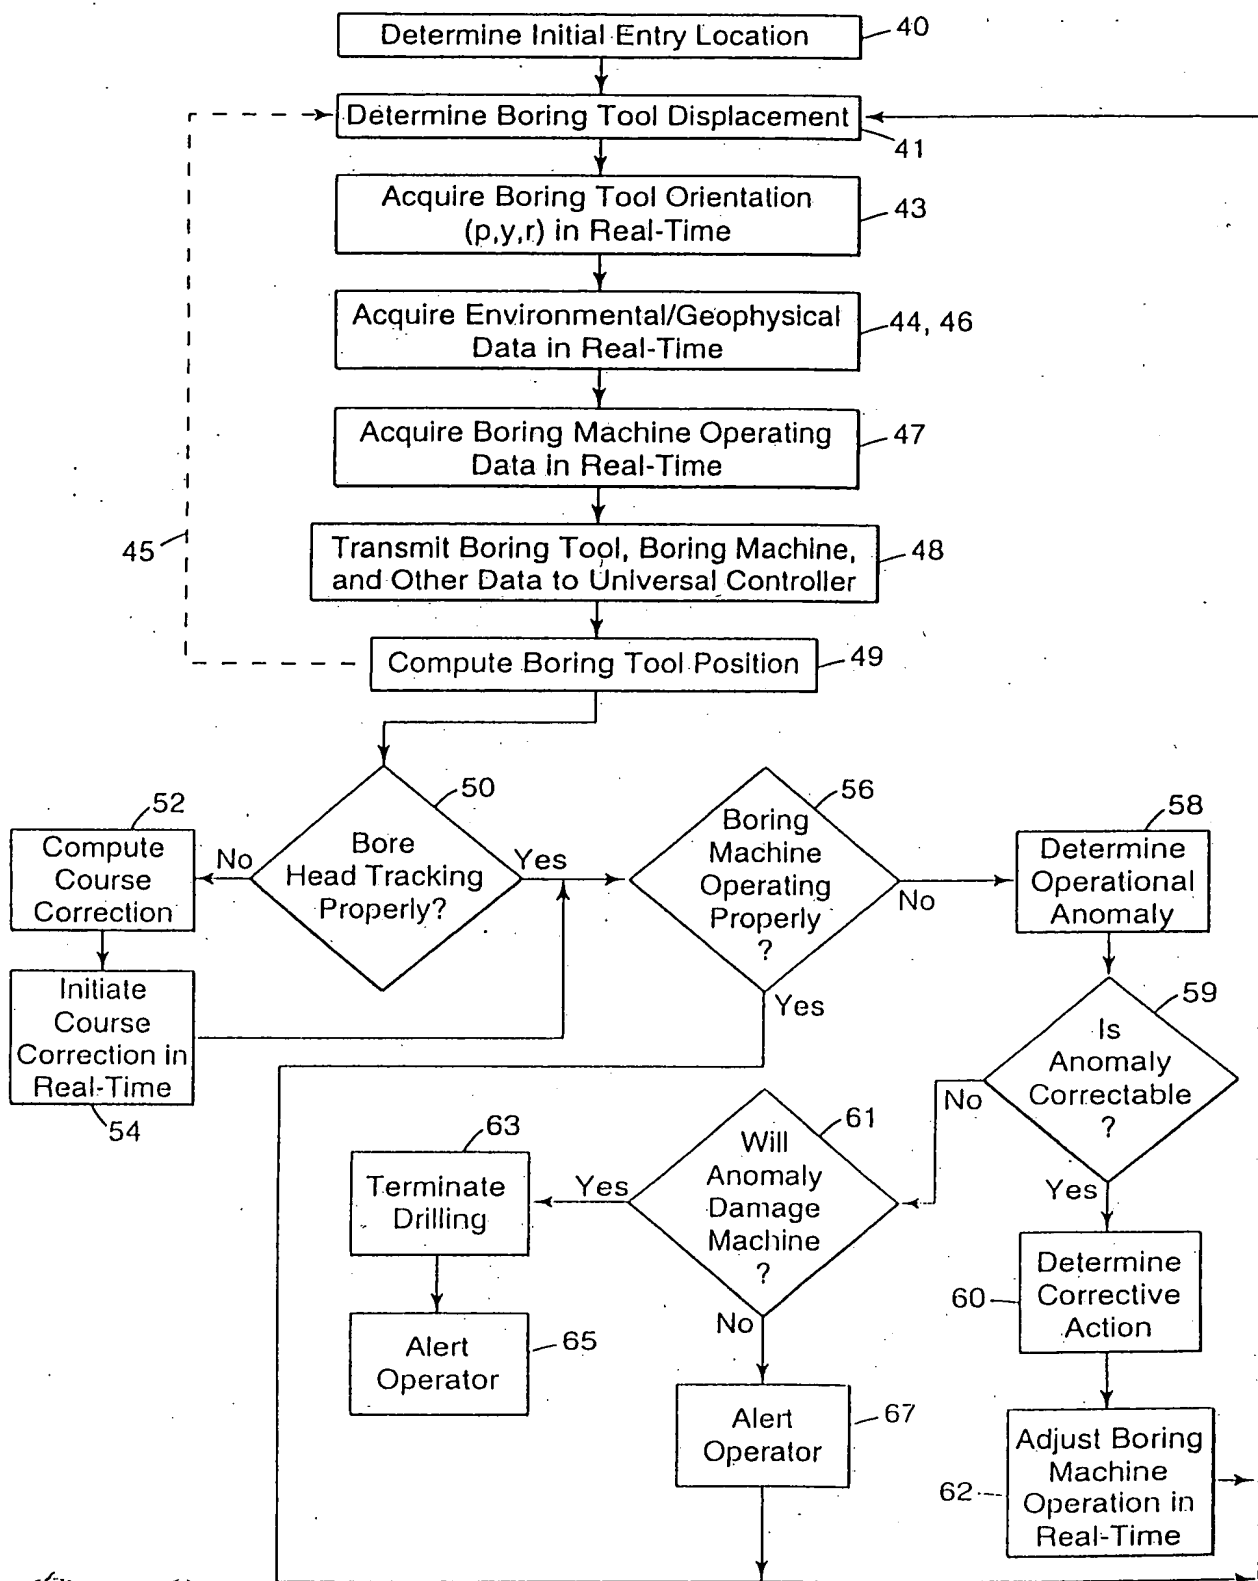 Determine Initial Entry Location
40
Determine Boring Tool Displacement
41
Acquire Boring Tool Orientation
(p,y,r) in Real-Time
43
Acquire Environmental/Geophysical
Data in Real-Time
44, 46
Acquire Boring Machine Operating
Data in Real-Time
47
45
Transmit Boring Tool, Boring Machine,
and Other Data to Universal Controller
48
Compute Boring Tool Position
49
50
Bore
Head Tracking
Properly?
No
Yes
52
Compute
Course
Correction
Initiate
Course
Correction in
Real-Time
54
56
Boring
Machine
Operating
Properly
?
No
Yes
58
Determine
Operational
Anomaly
59
Is
Anomaly
Correctable
?
No
Yes
61
Will
Anomaly
Damage
Machine
?
Yes
No
63
Terminate
Drilling
Alert
Operator
65
Alert
Operator
67
60
Determine
Corrective
Action
62
Adjust Boring
Machine
Operation in
Real-Time